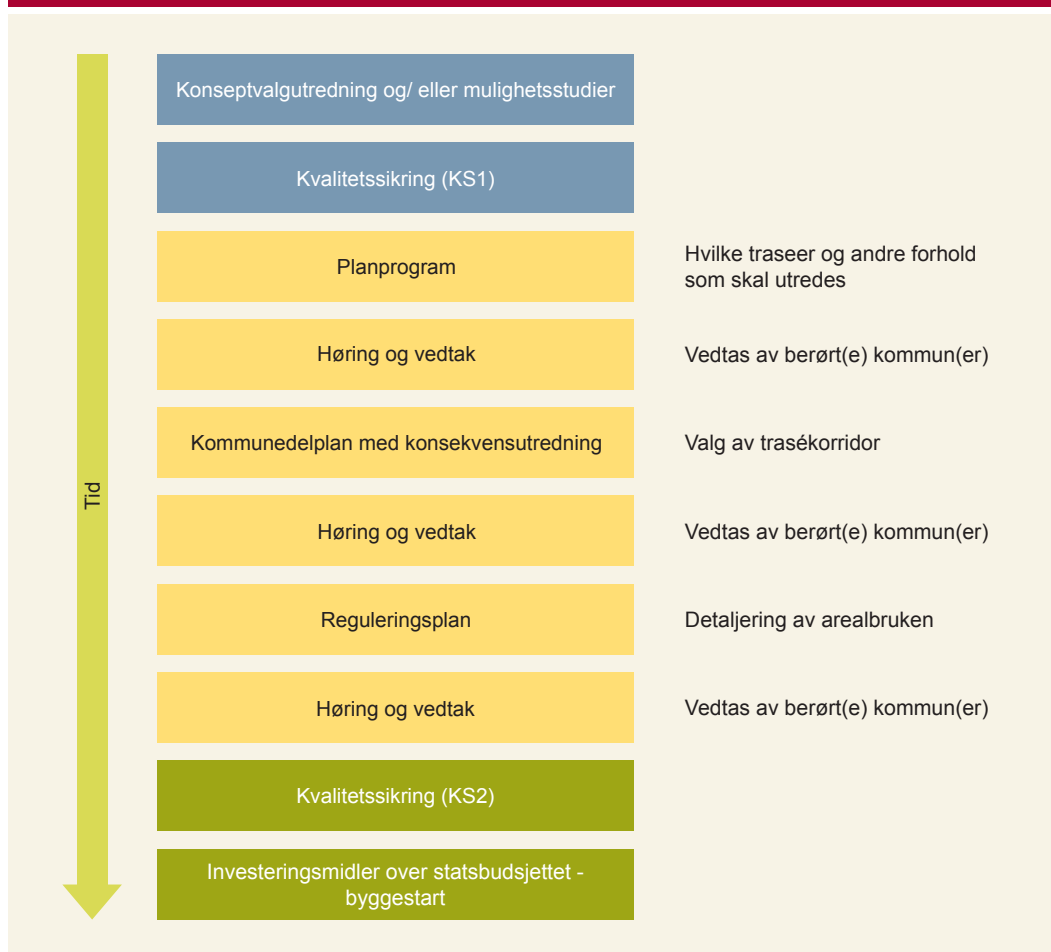 Konseptvalgutredning og/ eller mulighetsstudier
Kvalitetssikring (KS1)
Planprogram
Hvilke traseer og andre forhold
som skal utredes
Høring og vedtak
Vedtas av berørt(e) kommun(er)
Kommunedelplan med konsekvensutredning
Valg av trasékorridor
Tid
Høring og vedtak
Vedtas av berørt(e) kommun(er)
Reguleringsplan
Detaljering av arealbruken
Høring og vedtak
Vedtas av berørt(e) kommun(er)
Kvalitetssikring (KS2)
Investeringsmidler over statsbudsjettet -
byggestart